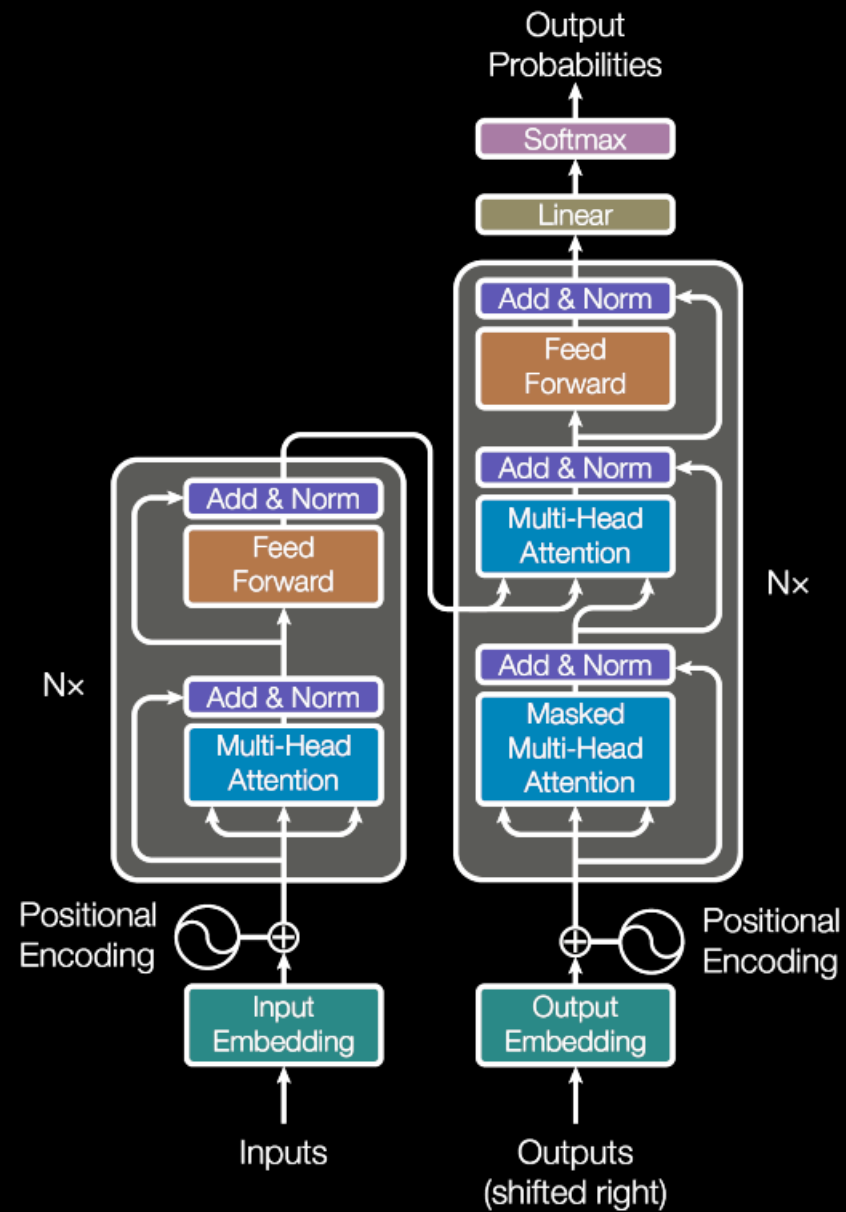 Output
Probabilities
Softmax
Linear
Add & Norm
Feed
Forward
Add & Norm
Multi-Head
Attention
Nx
Add & Norm
Masked
Multi-Head
Attention
Add & Norm
Feed
Forward
Nx
Add & Norm
Multi-Head
Attention
Positional
Encoding
Positional
Encoding
Input
Embedding
Output
Embedding
Inputs
Outputs
(shifted right)